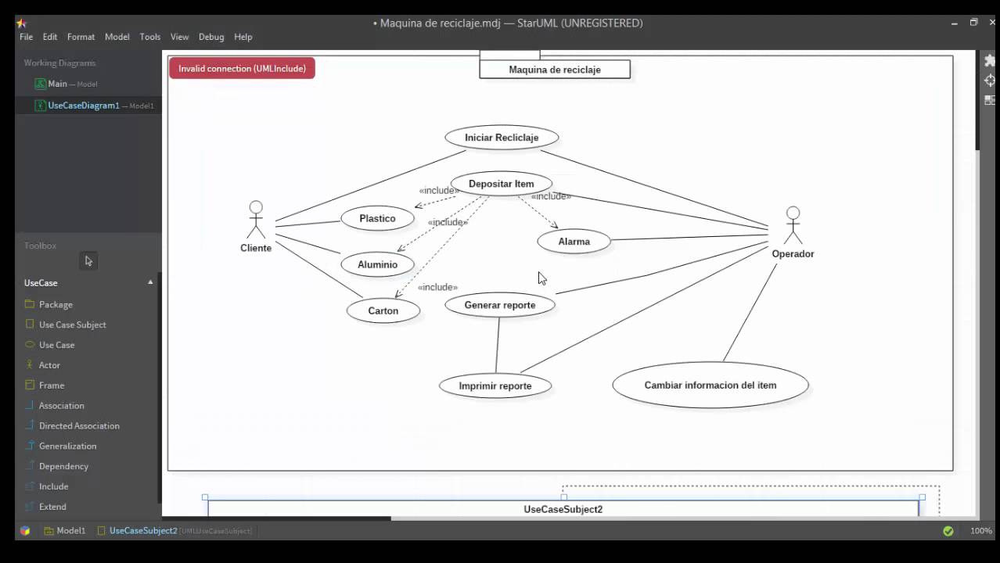 • Maquina de reciclaje.mdj — StarUML (UNREGISTERED)
File Edit Format Model Tools View Debug Help
Working Diagrams
Main — Model
UseCaseDiagram1 — Model1
Toolbox
UseCase
Package
Use Case Subject
Use Case
Actor
Frame
Association
Directed Association
Generalization
Dependency
Include
Extend
Invalid connection (UMLInclude)
Maquina de reciclaje
Iniciar Recliclaje
Depositar Item
«include»
«include»
Plastico
«include»
Alarma
Cliente
Operador
Aluminio
«include»
Carton
Generar reporte
Imprimir reporte
Cambiar informacion del item
UseCaseSubject2
Model1 UseCaseSubject2 [UMLUseCaseSubject]
100%